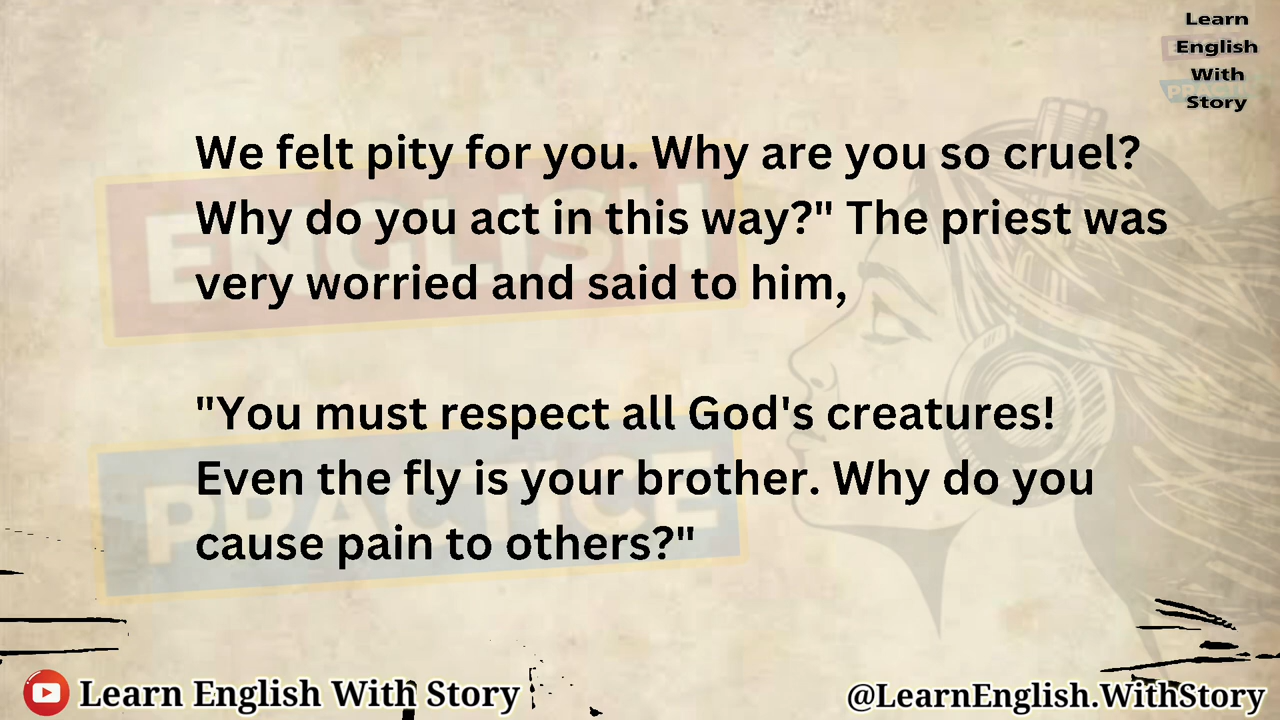 Learn
English
With
Story
We felt pity for you. Why are you so cruel?
Why do you act in this way?" The priest was
very worried and said to him,
"You must respect all God's creatures!
Even the fly is your brother. Why do you
cause pain to others?"
ENGLISH
PRACTICE
Learn English With Story
@LearnEnglish.WithStory